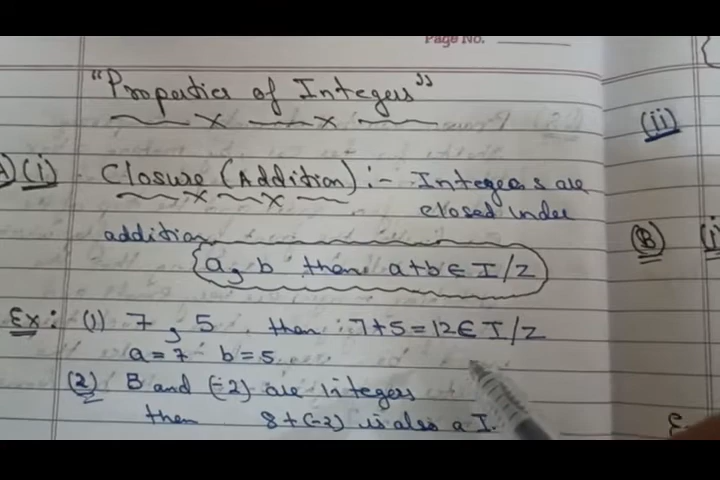 Page No.
"Properties of Integers"
(ii)
A) (i) Closure (Addition) :- Integers are
closed under
addition
a, b then a+b ∈ I/Z
(B) (i)
Ex: (1) 7, 5 then : 7+5 = 12 ∈ I/Z
a = 7 b = 5
(2) 8 and (-2) are integers
then 8 + (-2) is also a I.